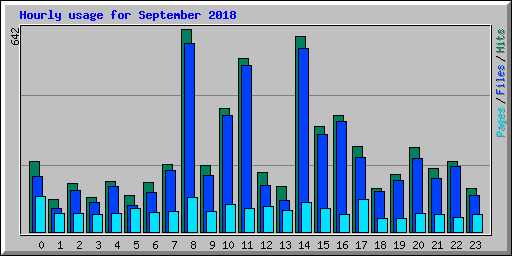 Hourly usage for September 2018
642
Pages/Files/Hits
0 1 2 3 4 5 6 7 8 9 10 11 12 13 14 15 16 17 18 19 20 21 22 23